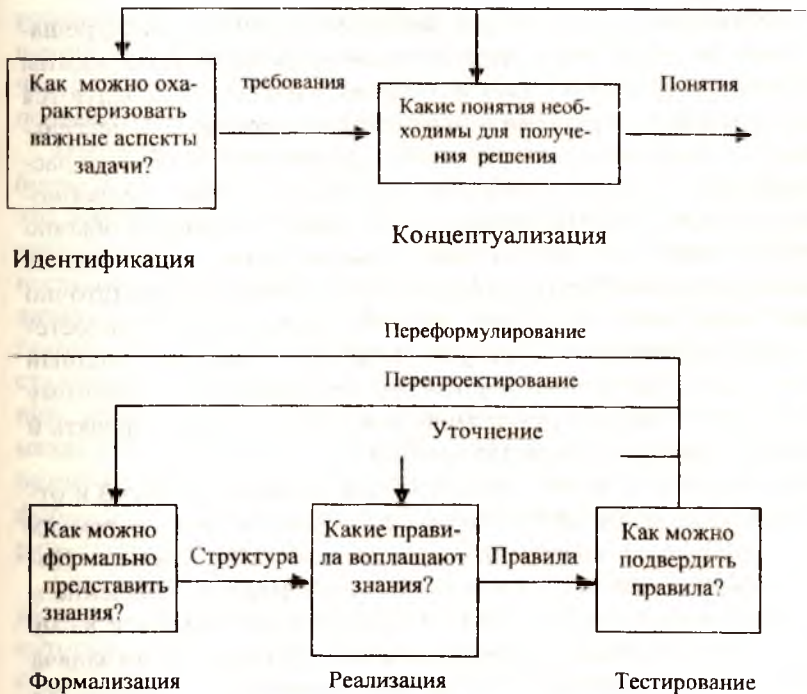 Как можно оха-
рактеризовать
важные аспекты
задачи?
требования
Какие понятия необ-
ходимы для получе-
ния решения
Понятия
Идентификация
Концептуализация
Переформулирование
Перепроектирование
Уточнение
Как можно
формально
представить
знания?
Структура
Какие прави-
ла воплощают
знания?
Правила
Как можно
подвердить
правила?
Формализация
Реализация
Тестирование